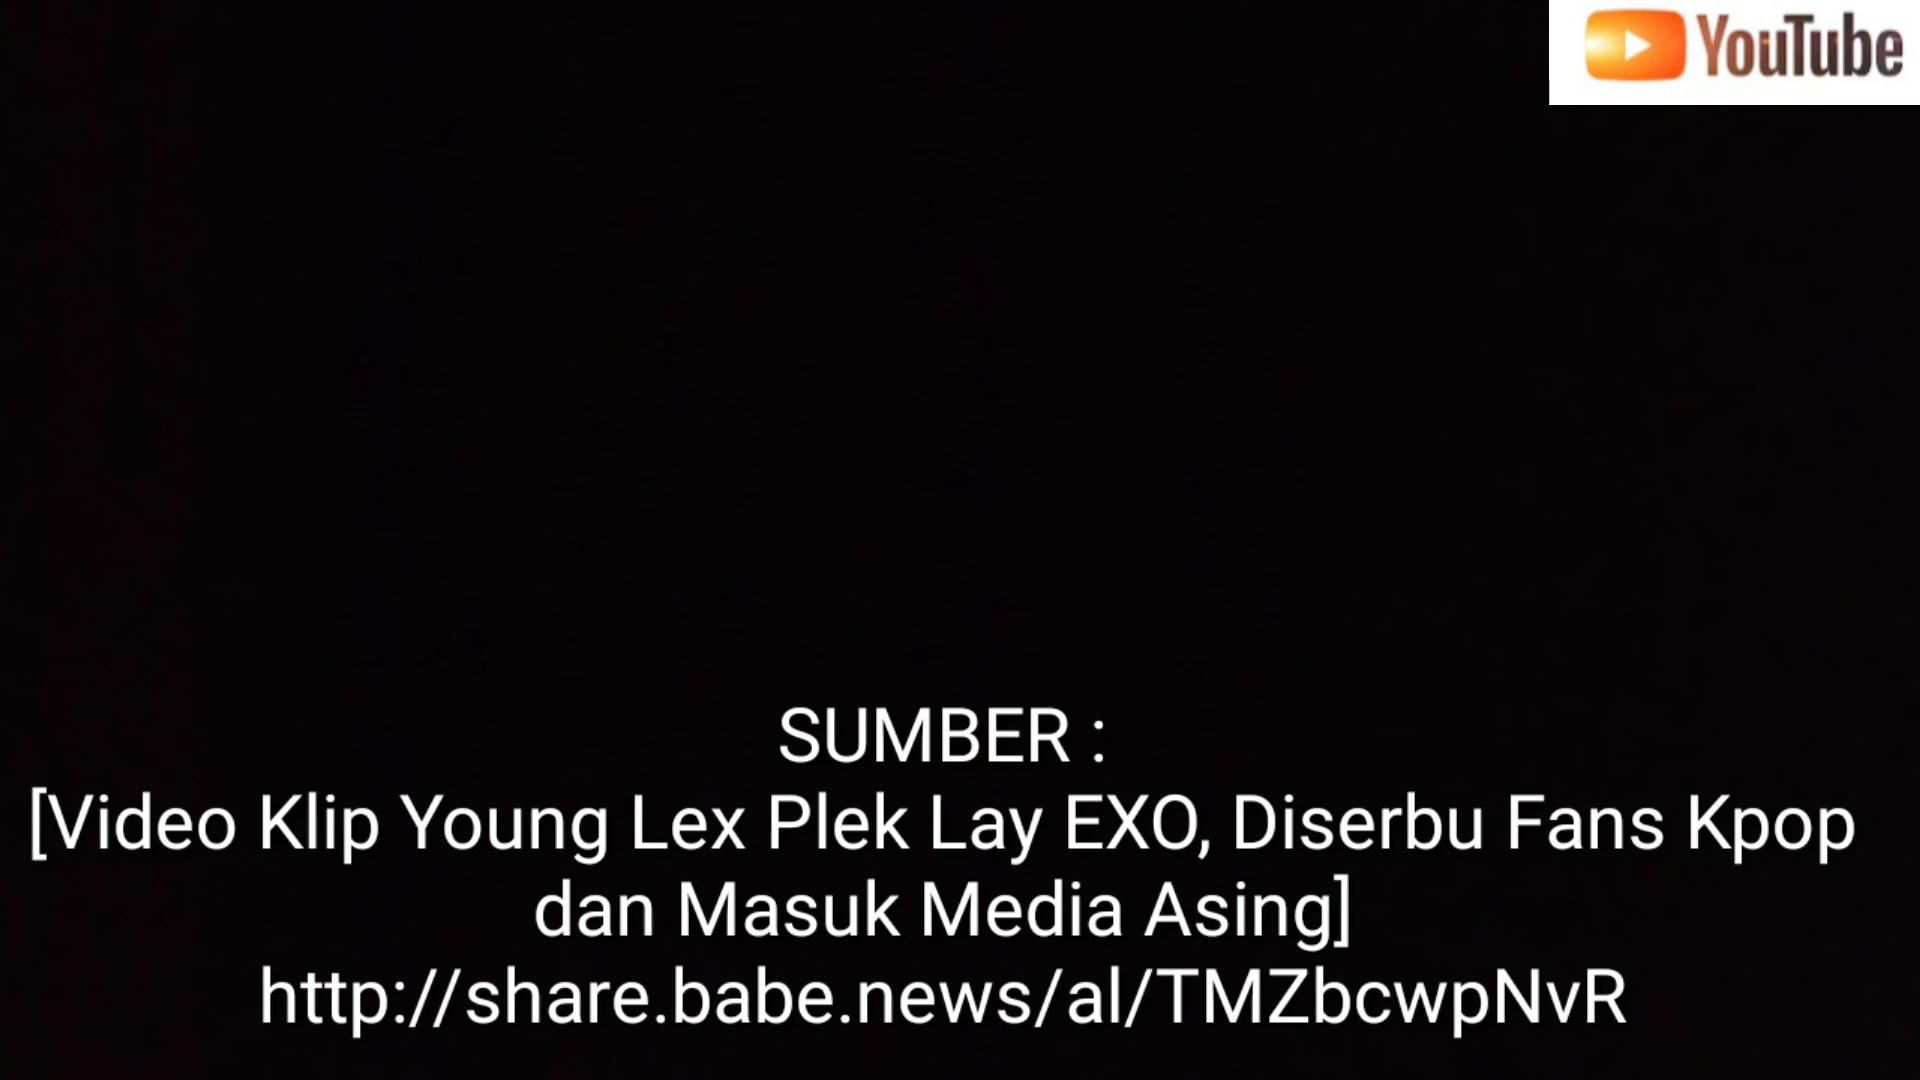 YouTube
SUMBER :
[Video Klip Young Lex Plek Lay EXO, Diserbu Fans Kpop
dan Masuk Media Asing]
http://share.babe.news/al/TMZbcwpNvR